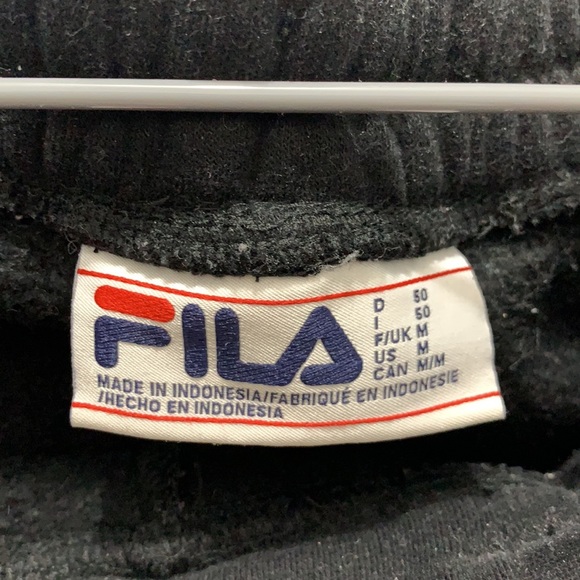 FILA
D 50
I 50
F/UK M
US M
CAN M/M
MADE IN INDONESIA/FABRIQUÉ EN INDONESIE
/HECHO EN INDONESIA